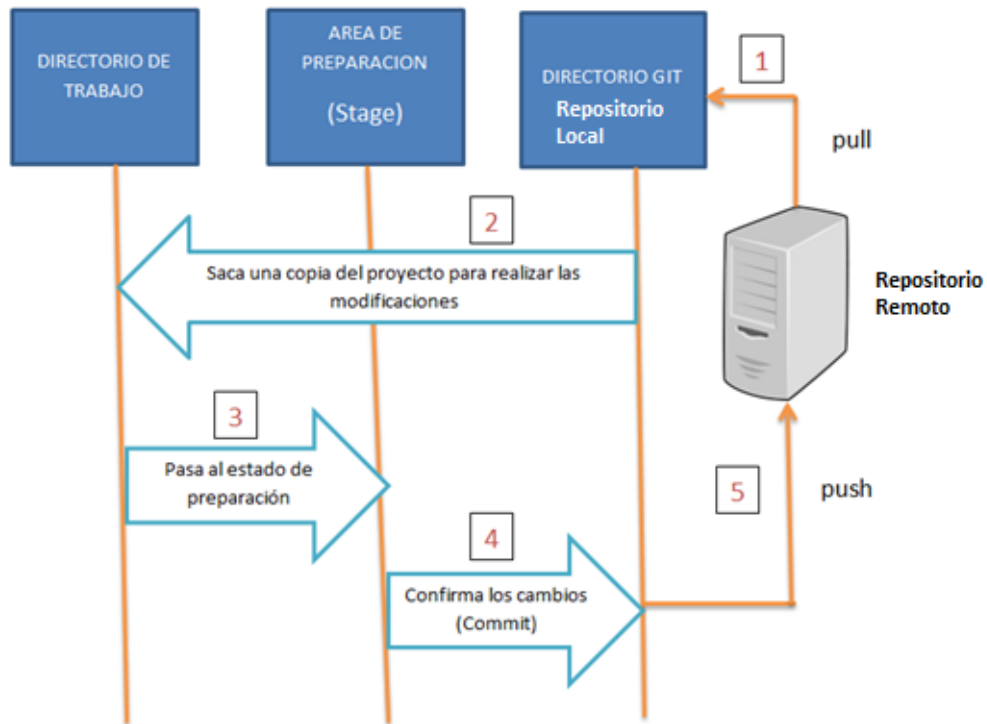 DIRECTORIO DE
TRABAJO
AREA DE
PREPARACION
(Stage)
DIRECTORIO GIT
Repositorio
Local
1
pull
2
Saca una copia del proyecto para realizar las
modificaciones
Repositorio
Remoto
3
Pasa al estado de
preparación
5
push
4
Confirma los cambios
(Commit)